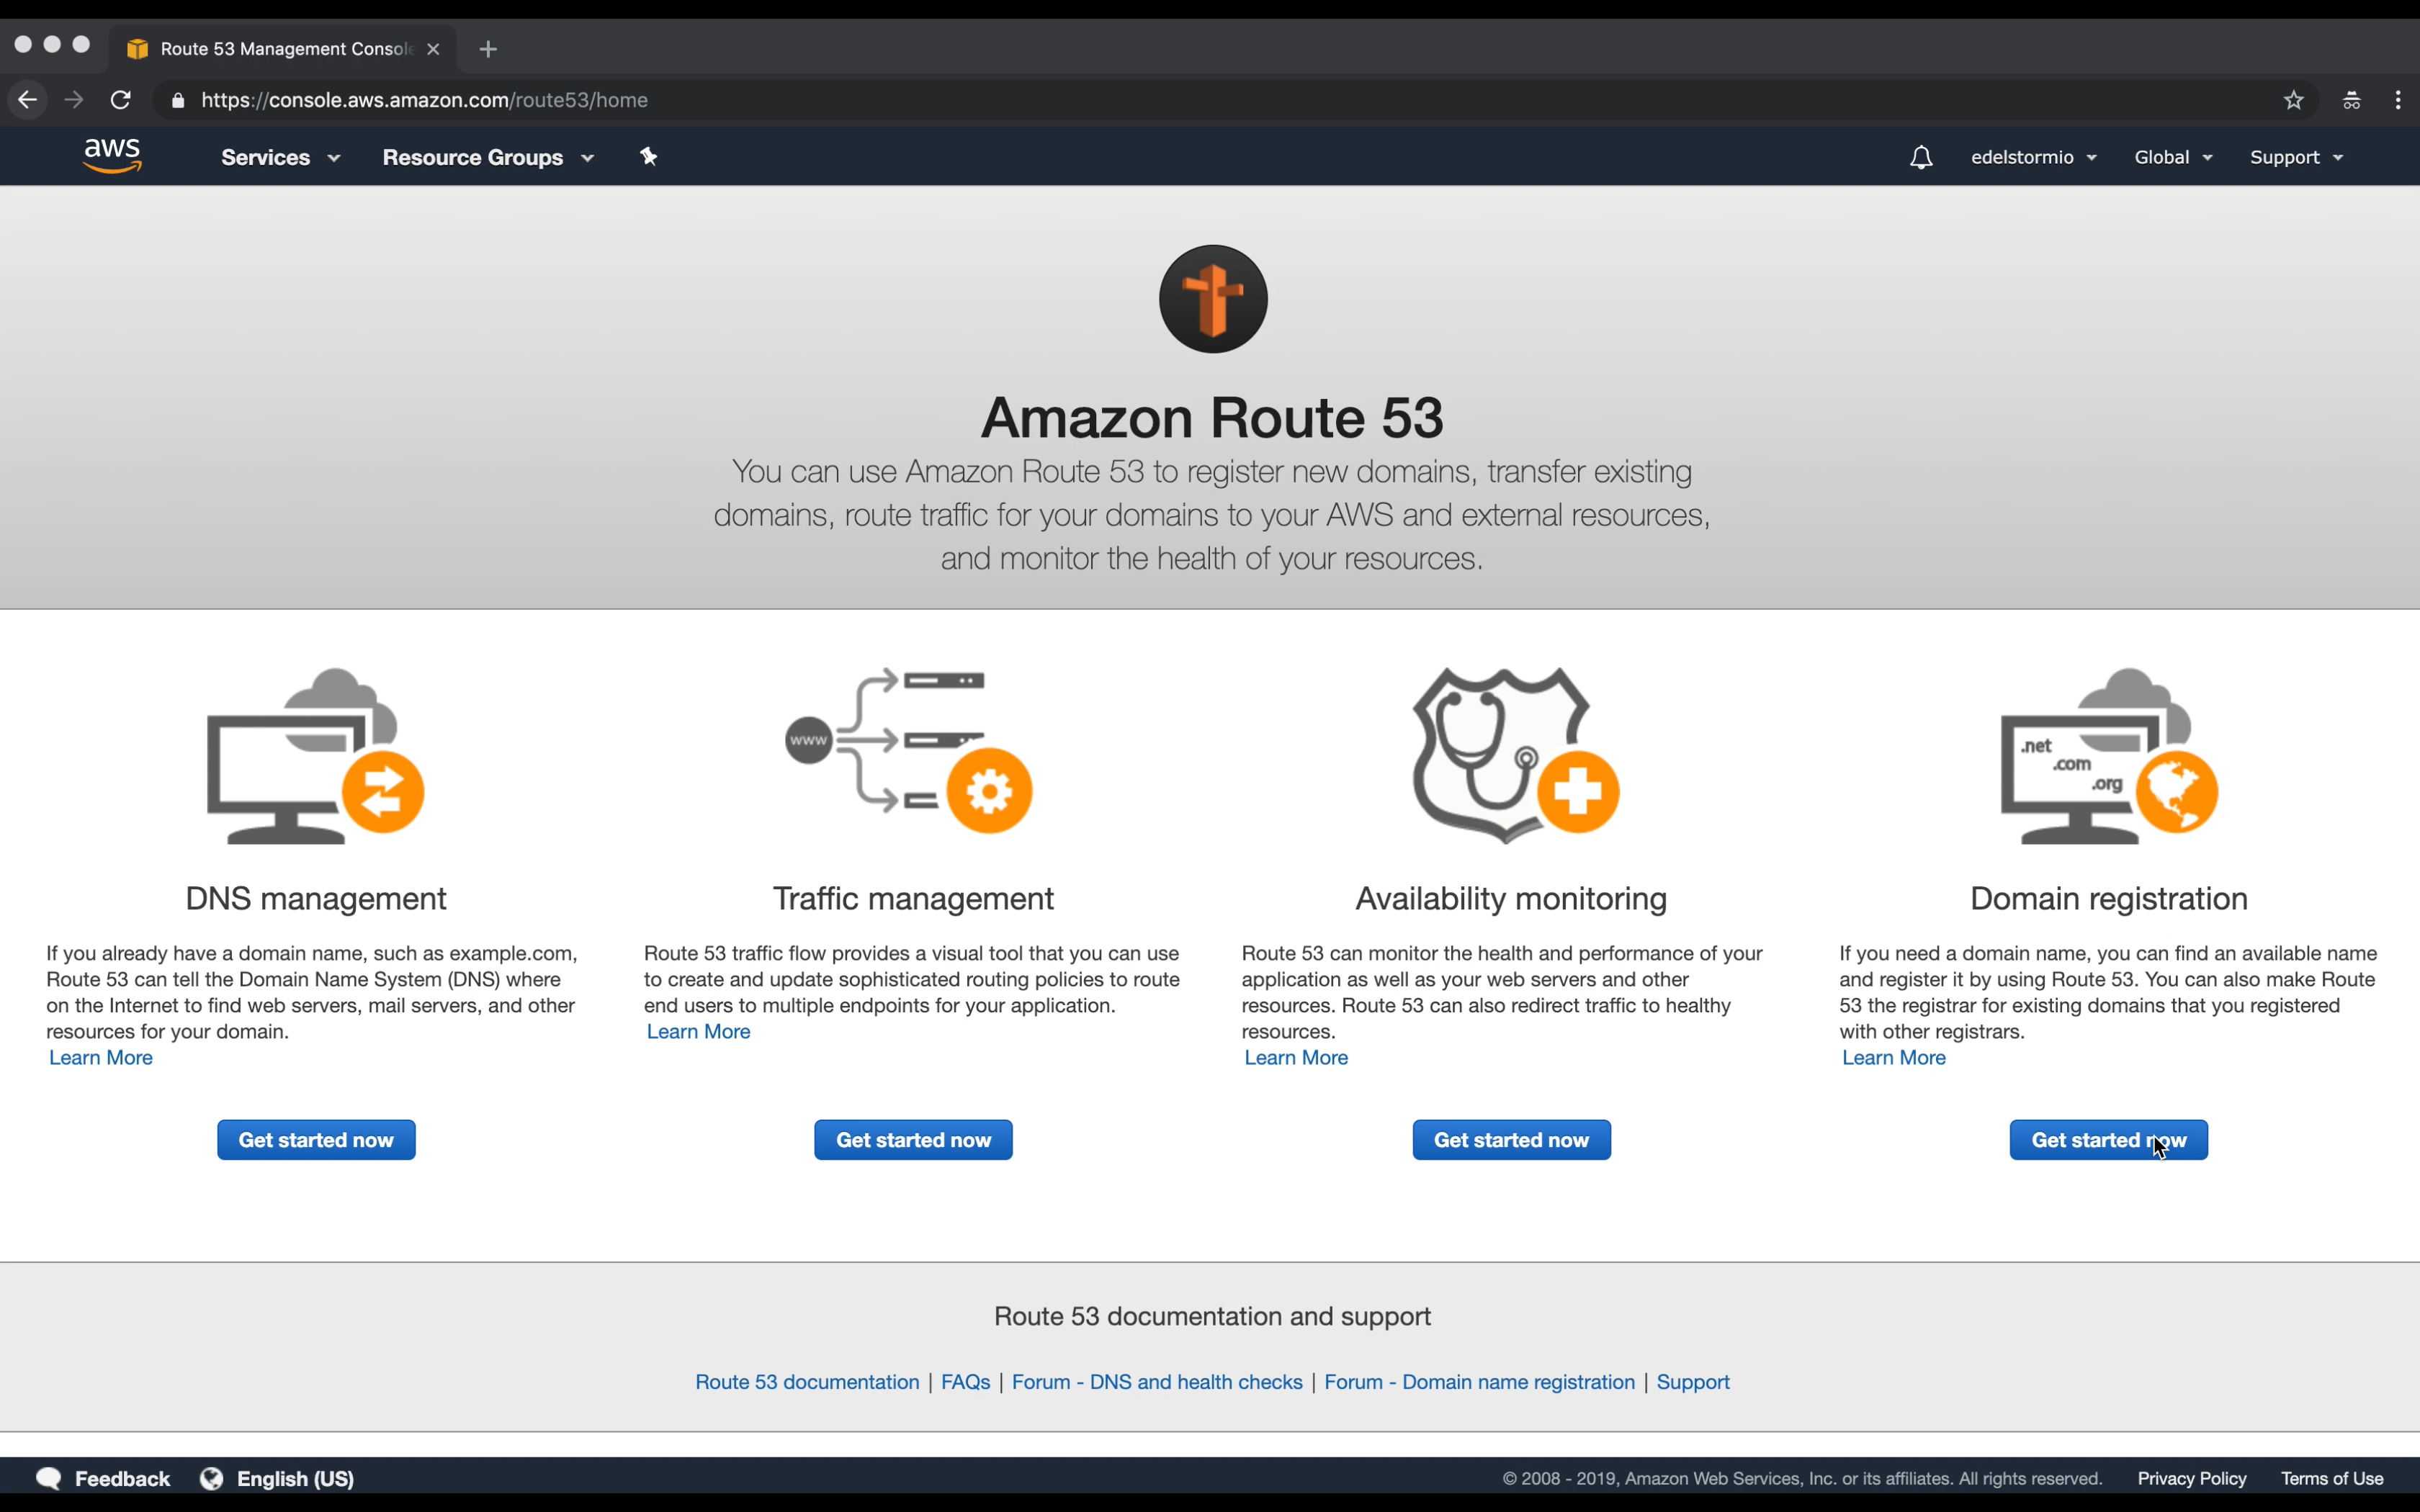 Route 53 Management Consol
https://console.aws.amazon.com/route53/home
aws Services Resource Groups edelstormio Global Support
Amazon Route 53
You can use Amazon Route 53 to register new domains, transfer existing
domains, route traffic for your domains to your AWS and external resources,
and monitor the health of your resources.
www
.net
.com
.org
DNS management
If you already have a domain name, such as example.com,
Route 53 can tell the Domain Name System (DNS) where
on the Internet to find web servers, mail servers, and other
resources for your domain.
Learn More
Get started now
Traffic management
Route 53 traffic flow provides a visual tool that you can use
to create and update sophisticated routing policies to route
end users to multiple endpoints for your application.
Learn More
Get started now
Availability monitoring
Route 53 can monitor the health and performance of your
application as well as your web servers and other
resources. Route 53 can also redirect traffic to healthy
resources.
Learn More
Get started now
Domain registration
If you need a domain name, you can find an available name
and register it by using Route 53. You can also make Route
53 the registrar for existing domains that you registered
with other registrars.
Learn More
Get started now
Route 53 documentation and support
Route 53 documentation | FAQs | Forum - DNS and health checks | Forum - Domain name registration | Support
Feedback English (US) © 2008 - 2019, Amazon Web Services, Inc. or its affiliates. All rights reserved. Privacy Policy Terms of Use